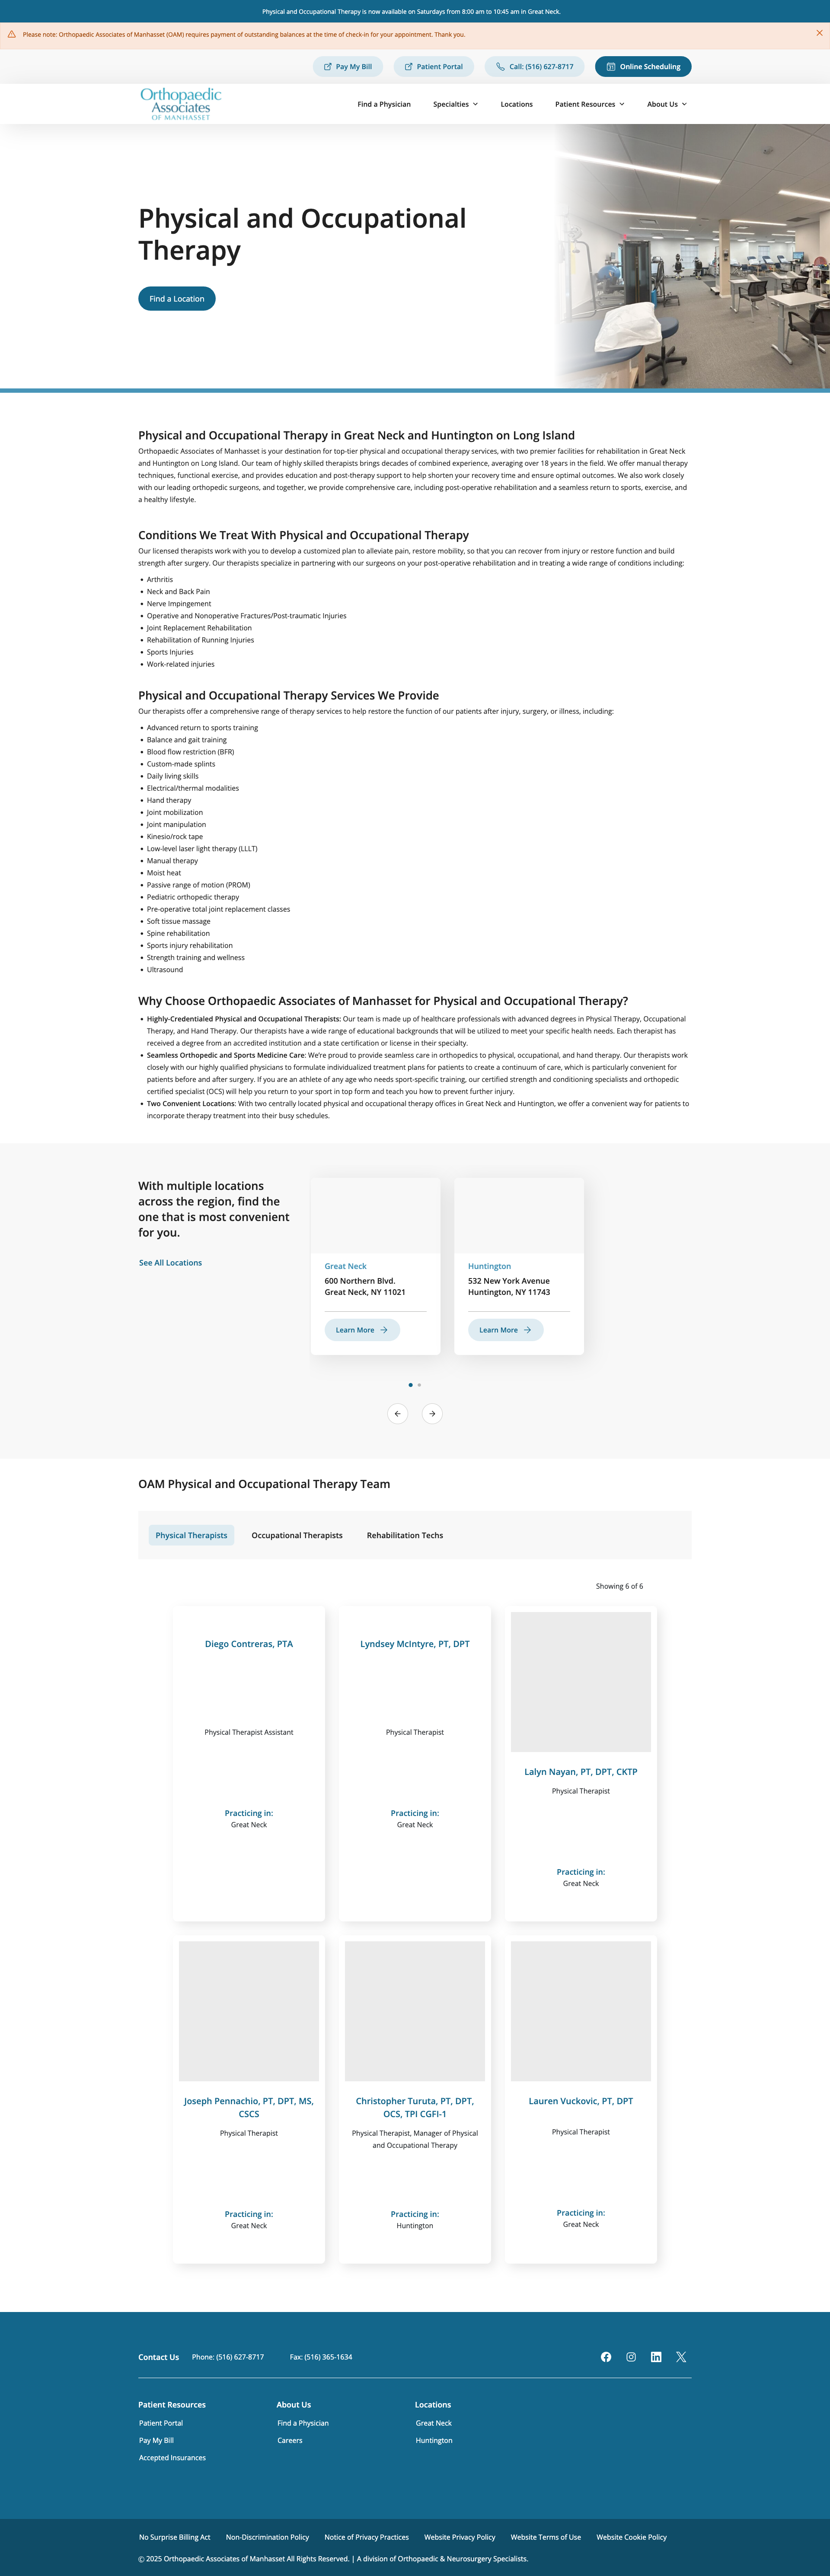 Physical and Occupational Therapy is now available on Saturdays from 8:00 am to 10:45 am in Great Neck.
Please note: Orthopaedic Associates of Manhasset (OAM) requires payment of outstanding balances at the time of check-in for your appointment. Thank you.
Pay My Bill
Patient Portal
Call: (516) 627-8717
Online Scheduling
Orthopaedic
Associates
OF MANHASSET
Find a Physician
Specialties
Locations
Patient Resources
About Us
Physical and Occupational
Therapy
Find a Location
Physical and Occupational Therapy in Great Neck and Huntington on Long Island
Orthopaedic Associates of Manhasset is your destination for top-tier physical and occupational therapy services, with two premier facilities for rehabilitation in Great Neck
and Huntington on Long Island. Our team of highly skilled therapists brings decades of combined experience, averaging over 18 years in the field. We offer manual therapy
techniques, functional exercise, and provides education and post-therapy support to help shorten your recovery time and ensure optimal outcomes. We also work closely
with our leading orthopedic surgeons, and together, we provide comprehensive care, including post-operative rehabilitation and a seamless return to sports, exercise, and
a healthy lifestyle.
Conditions We Treat With Physical and Occupational Therapy
Our licensed therapists work with you to develop a customized plan to alleviate pain, restore mobility, so that you can recover from injury or restore function and build
strength after surgery. Our therapists specialize in partnering with our surgeons on your post-operative rehabilitation and in treating a wide range of conditions including:
• Arthritis
• Neck and Back Pain
• Nerve Impingement
• Operative and Nonoperative Fractures/Post-traumatic Injuries
• Joint Replacement Rehabilitation
• Rehabilitation of Running Injuries
• Sports Injuries
• Work-related injuries
Physical and Occupational Therapy Services We Provide
Our therapists offer a comprehensive range of therapy services to help restore the function of our patients after injury, surgery, or illness, including:
• Advanced return to sports training
• Balance and gait training
• Blood flow restriction (BFR)
• Custom-made splints
• Daily living skills
• Electrical/thermal modalities
• Hand therapy
• Joint mobilization
• Joint manipulation
• Kinesio/rock tape
• Low-level laser light therapy (LLLT)
• Manual therapy
• Moist heat
• Passive range of motion (PROM)
• Pediatric orthopedic therapy
• Pre-operative total joint replacement classes
• Soft tissue massage
• Spine rehabilitation
• Sports injury rehabilitation
• Strength training and wellness
• Ultrasound
Why Choose Orthopaedic Associates of Manhasset for Physical and Occupational Therapy?
• Highly-Credentialed Physical and Occupational Therapists: Our team is made up of healthcare professionals with advanced degrees in Physical Therapy, Occupational
Therapy, and Hand Therapy. Our therapists have a wide range of educational backgrounds that will be utilized to meet your specific health needs. Each therapist has
received a degree from an accredited institution and a state certification or license in their specialty.
• Seamless Orthopedic and Sports Medicine Care: We're proud to provide seamless care in orthopedics to physical, occupational, and hand therapy. Our therapists work
closely with our highly qualified physicians to formulate individualized treatment plans for patients to create a continuum of care, which is particularly convenient for
patients before and after surgery. If you are an athlete of any age who needs sport-specific training, our certified strength and conditioning specialists and orthopedic
certified specialist (OCS) will help you return to your sport in top form and teach you how to prevent further injury.
• Two Convenient Locations: With two centrally located physical and occupational therapy offices in Great Neck and Huntington, we offer a convenient way for patients to
incorporate therapy treatment into their busy schedules.
With multiple locations
across the region, find the
one that is most convenient
for you.
See All Locations
Great Neck
600 Northern Blvd.
Great Neck, NY 11021
Learn More
Huntington
532 New York Avenue
Huntington, NY 11743
Learn More
OAM Physical and Occupational Therapy Team
Physical Therapists
Occupational Therapists
Rehabilitation Techs
Showing 6 of 6
Diego Contreras, PTA
Physical Therapist Assistant
Practicing in:
Great Neck
Lyndsey McIntyre, PT, DPT
Physical Therapist
Practicing in:
Great Neck
Lalyn Nayan, PT, DPT, CKTP
Physical Therapist
Practicing in:
Great Neck
Joseph Pennachio, PT, DPT, MS,
CSCS
Physical Therapist
Practicing in:
Great Neck
Christopher Turuta, PT, DPT,
OCS, TPI CGFI-1
Physical Therapist, Manager of Physical
and Occupational Therapy
Practicing in:
Huntington
Lauren Vuckovic, PT, DPT
Physical Therapist
Practicing in:
Great Neck
Contact Us
Phone: (516) 627-8717
Fax: (516) 365-1634
Patient Resources
Patient Portal
Pay My Bill
Accepted Insurances
About Us
Find a Physician
Careers
Locations
Great Neck
Huntington
No Surprise Billing Act
Non-Discrimination Policy
Notice of Privacy Practices
Website Privacy Policy
Website Terms of Use
Website Cookie Policy
© 2025 Orthopaedic Associates of Manhasset All Rights Reserved. | A division of Orthopaedic & Neurosurgery Specialists.